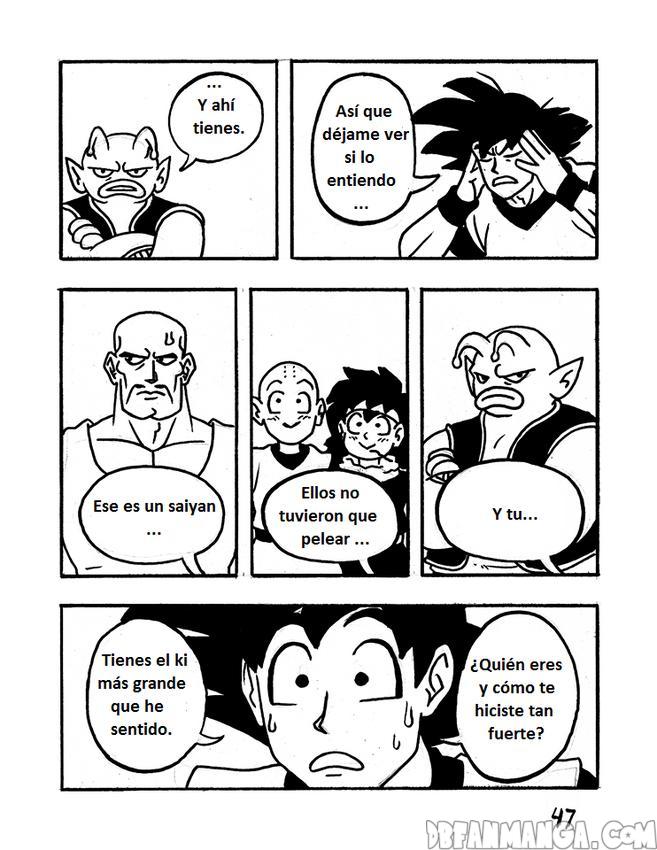 ...
Y ahí
tienes.
Así que
déjame ver
si lo
entiendo
...
Ese es un saiyan
...
Ellos no
tuvieron que
pelear ...
Y tu...
Tienes el ki
más grande
que he
sentido.
¿Quién eres
y cómo te
hiciste tan
fuerte?
47
DBFANMANGA.COM